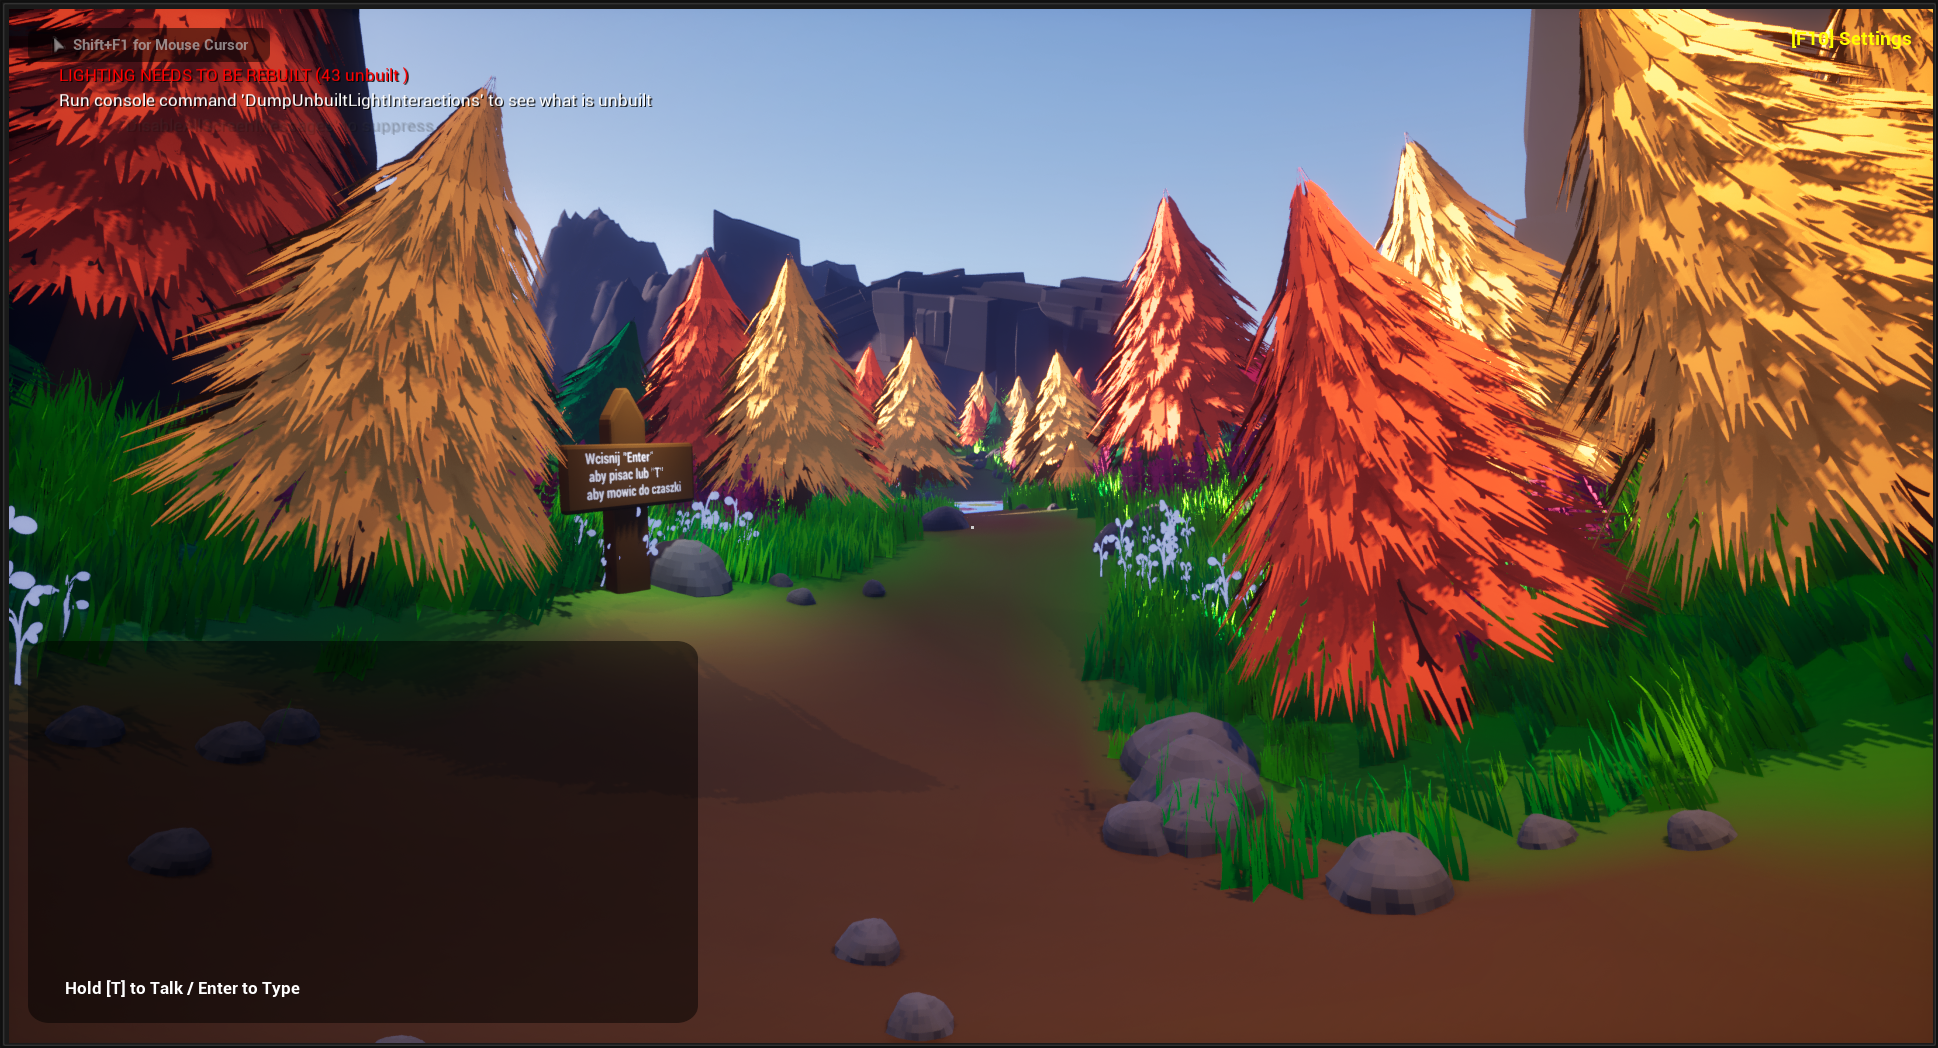 Shift+F1 for Mouse Cursor
[F10] Settings
LIGHTING NEEDS TO BE REBUILT (43 unbuilt )
Run console command 'DumpUnbuiltLightInteractions' to see what is unbuilt
suppress
Wcisnij "Enter"
aby pisac lub "T"
aby mowic do czaszki
Hold [T] to Talk / Enter to Type